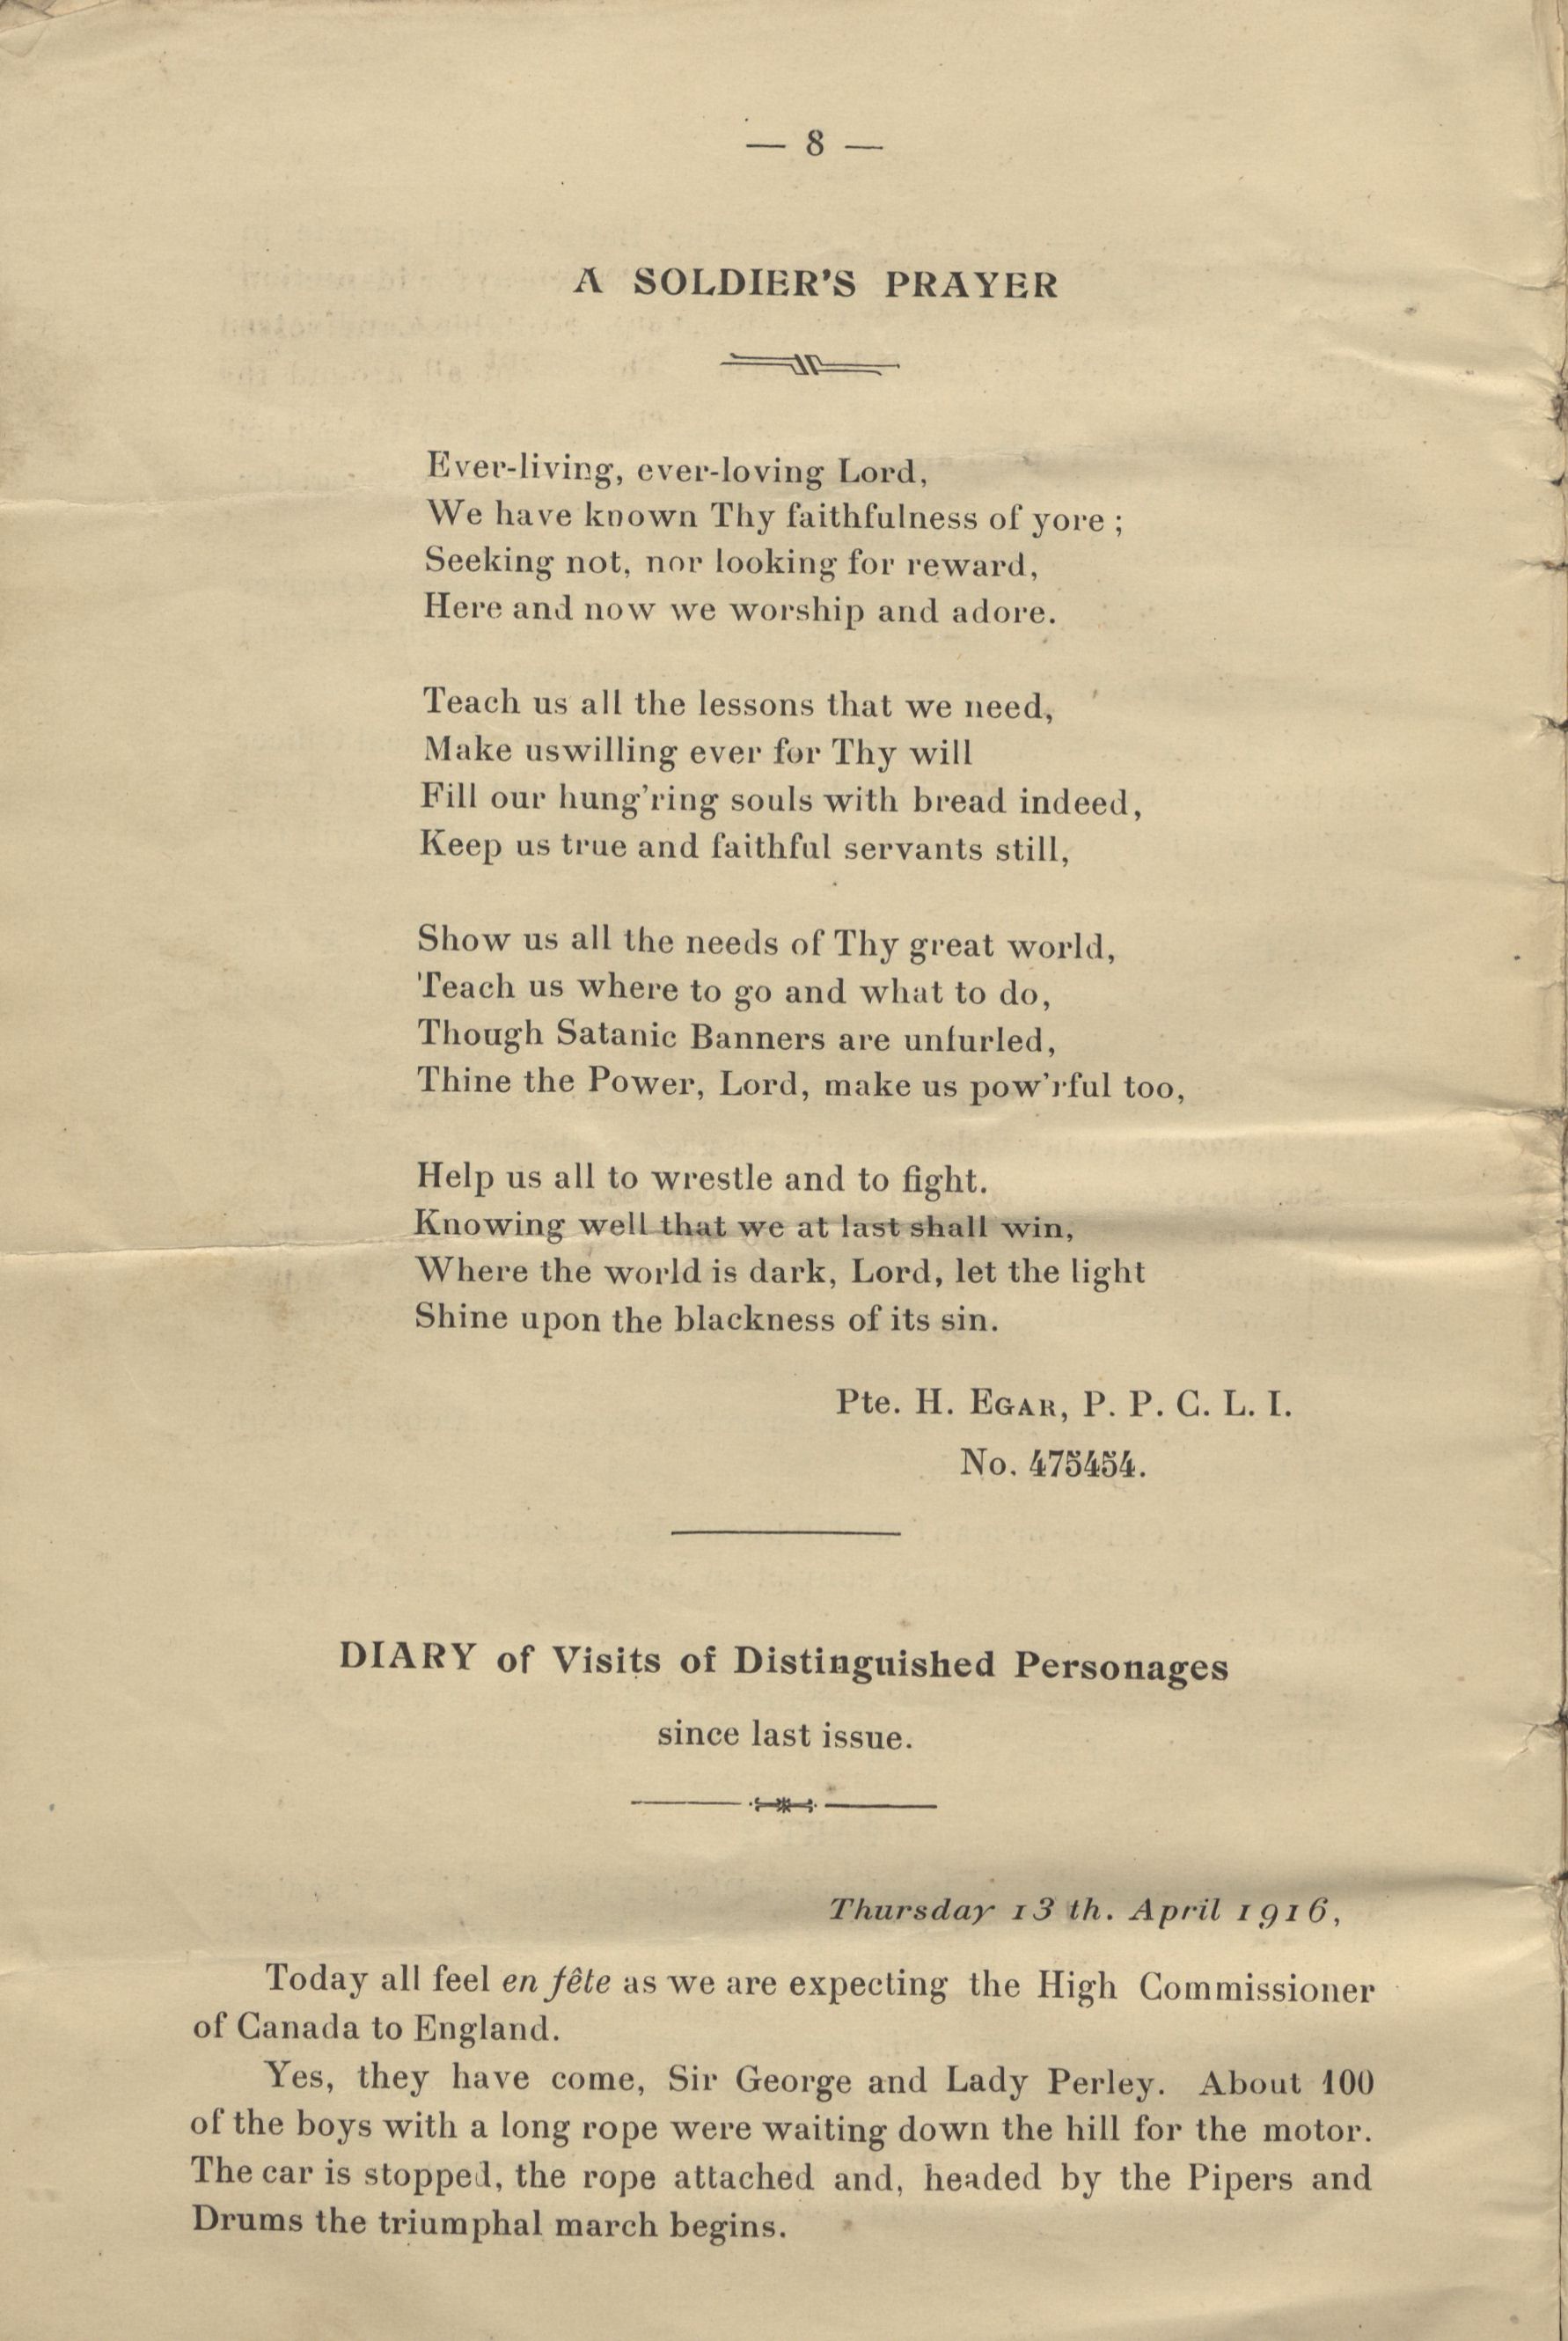 — 8 —
A SOLDIER'S PRAYER
Ever-living, ever-loving Lord,
We have known Thy faithfulness of yore ;
Seeking not, nor looking for reward,
Here and now we worship and adore.
Teach us all the lessons that we need,
Make uswilling ever for Thy will
Fill our hung'ring souls with bread indeed,
Keep us true and faithful servants still,
Show us all the needs of Thy great world,
Teach us where to go and what to do,
Though Satanic Banners are unfurled,
Thine the Power, Lord, make us pow'rful too,
Help us all to wrestle and to fight.
Knowing well that we at last shall win,
Where the world is dark, Lord, let the light
Shine upon the blackness of its sin.
Pte. H. EGAR, P. P. C. L. I.
No. 475454.
DIARY of Visits of Distinguished Personages
since last issue.
Thursday 13 th. April 1916,
Today all feel en fête as we are expecting the High Commissioner
of Canada to England.
Yes, they have come, Sir George and Lady Perley. About 100
of the boys with a long rope were waiting down the hill for the motor.
The car is stopped, the rope attached and, headed by the Pipers and
Drums the triumphal march begins.